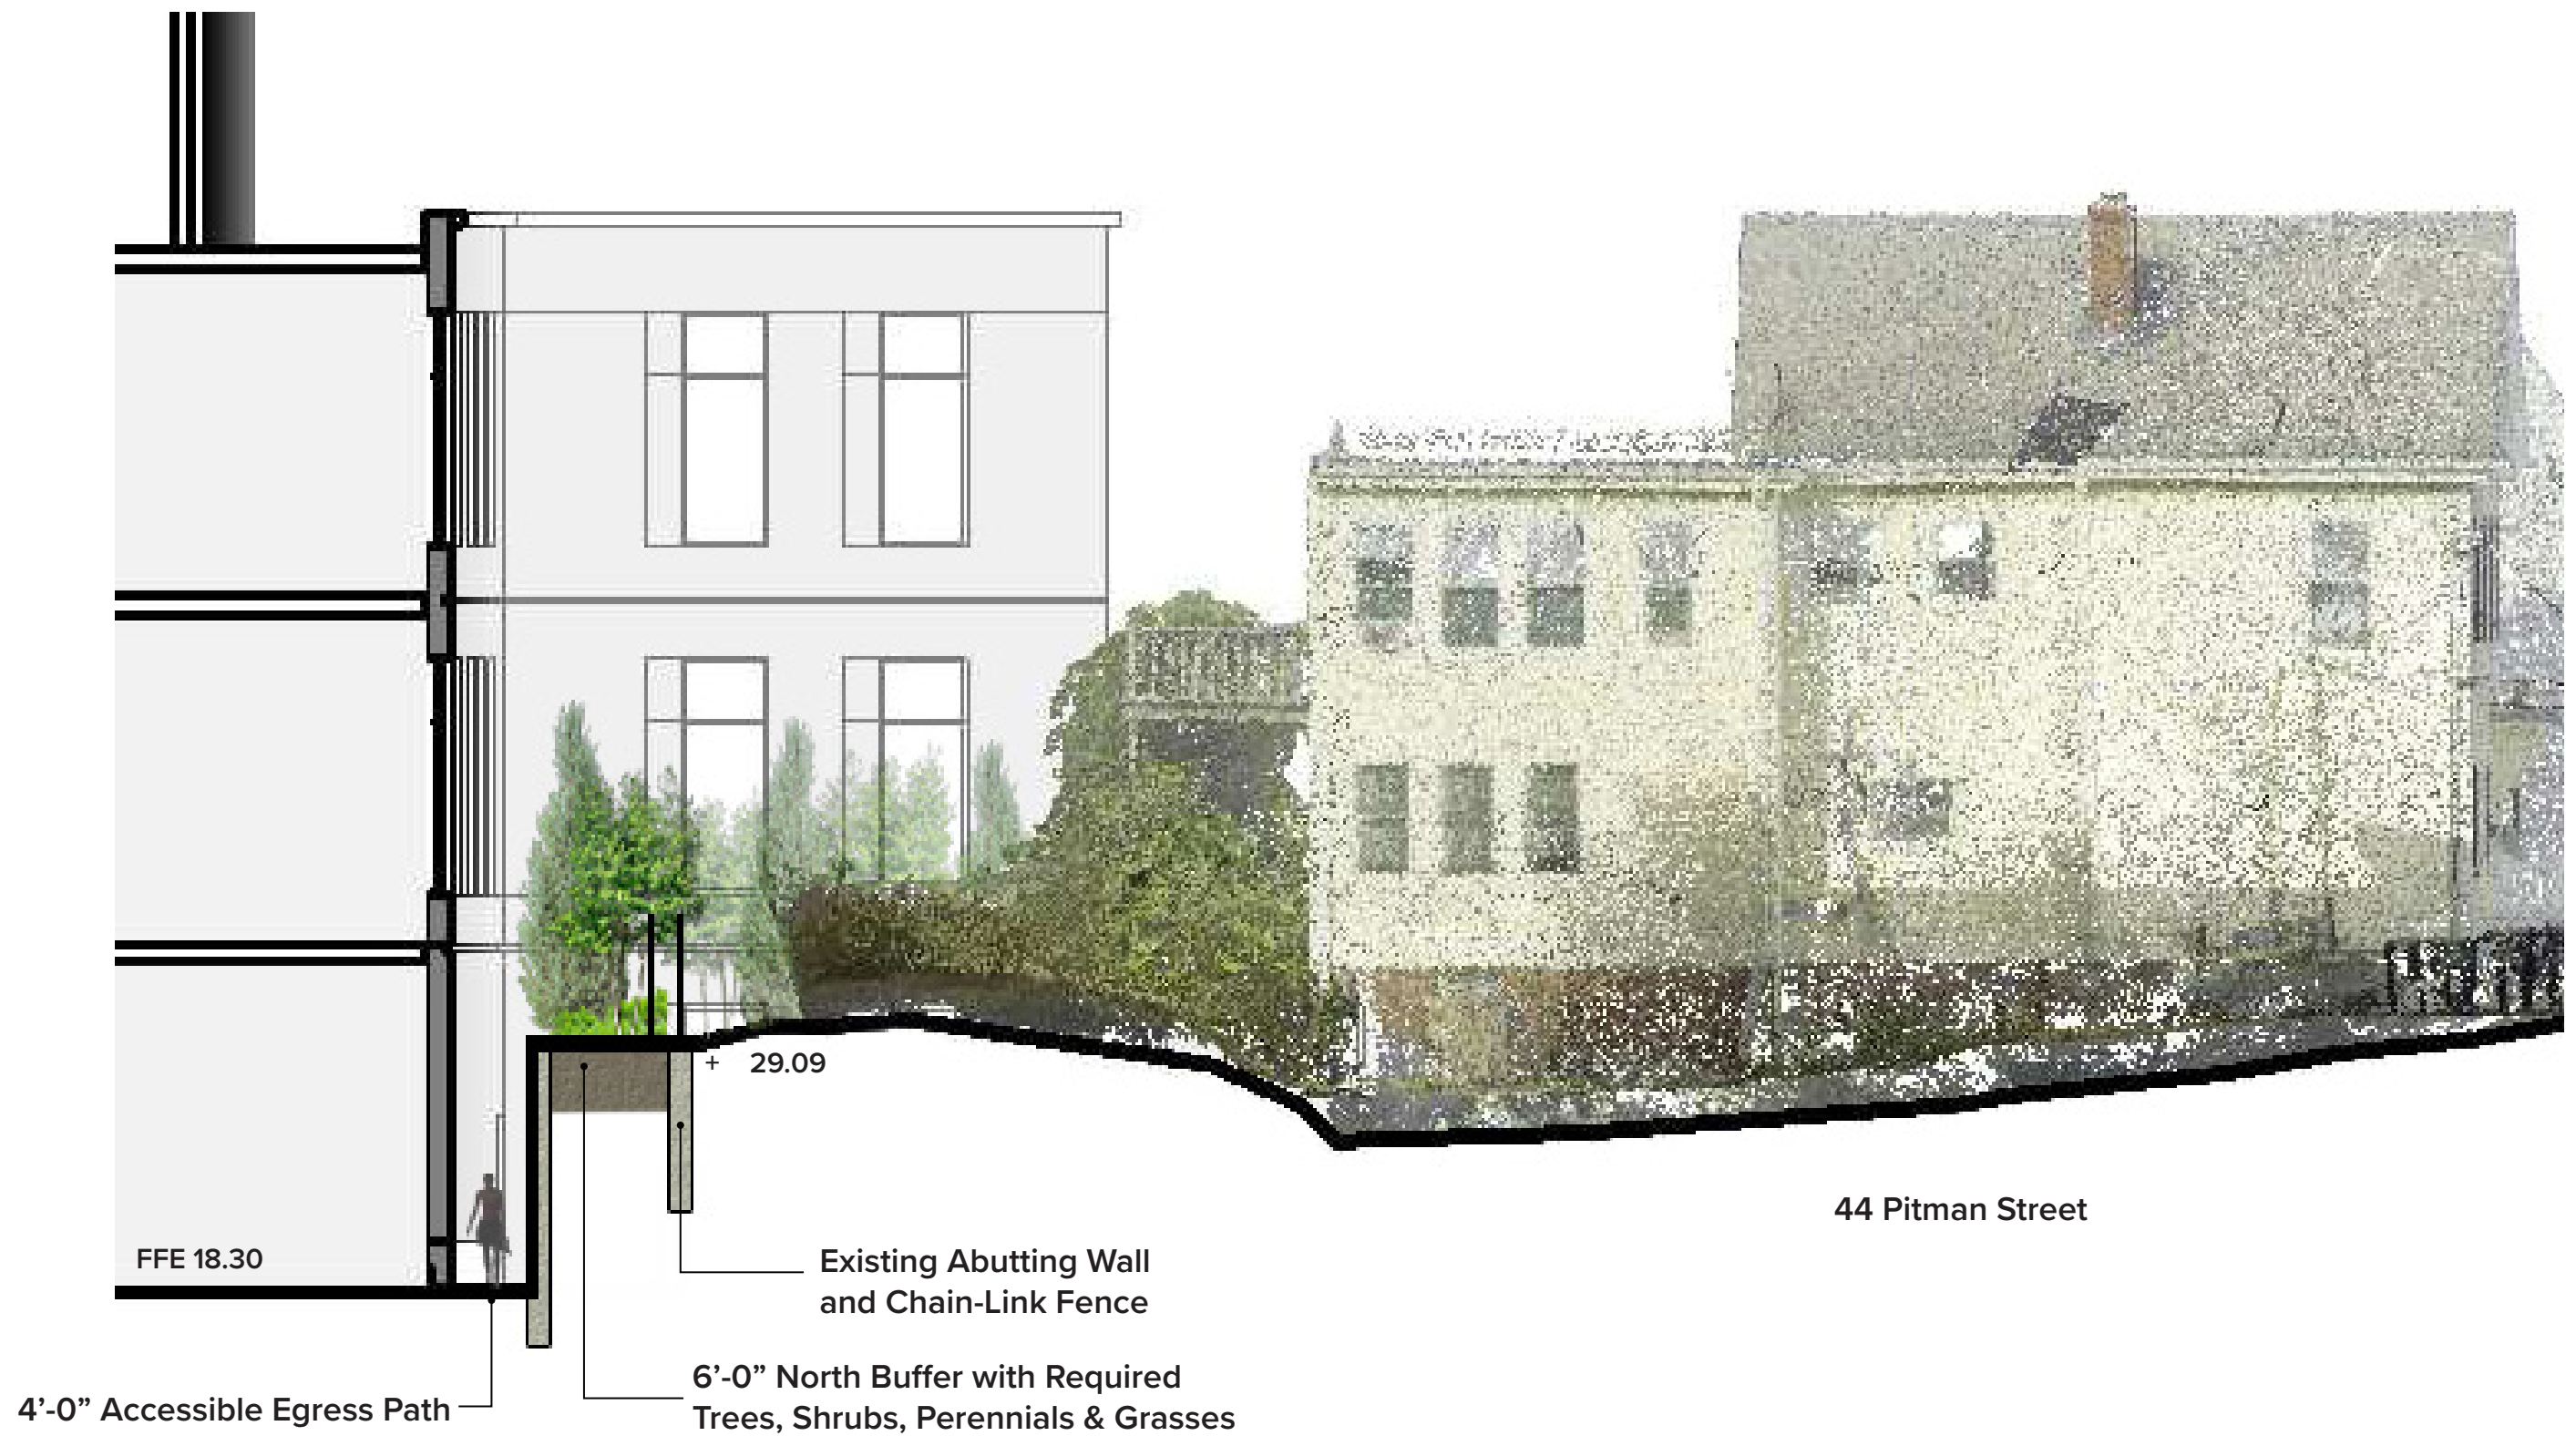 + 29.09
44 Pitman Street
FFE 18.30
Existing Abutting Wall
and Chain-Link Fence
6’-0” North Buffer with Required
Trees, Shrubs, Perennials & Grasses
4’-0” Accessible Egress Path